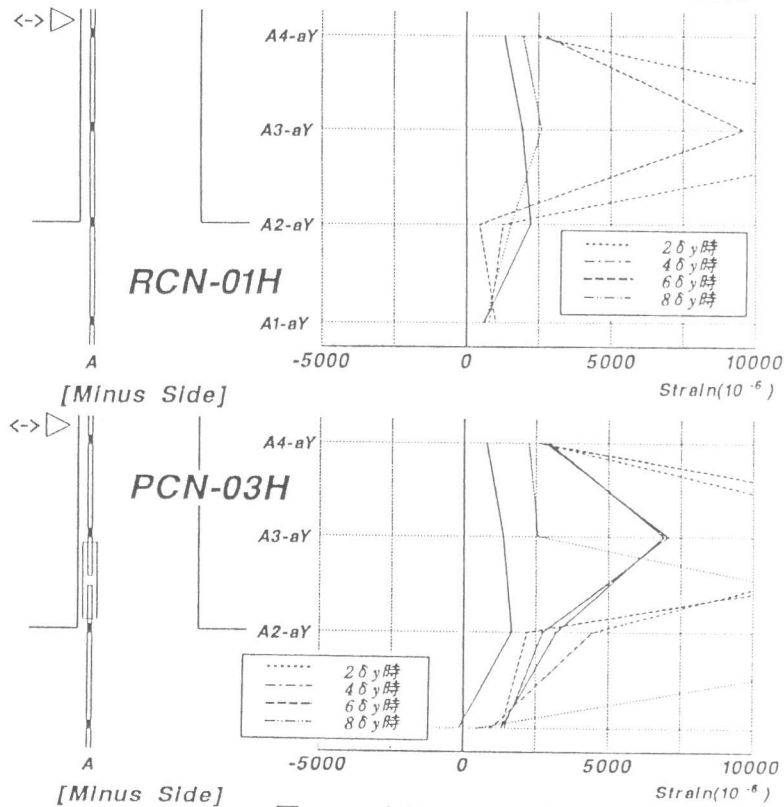 10000
<->
A4-aY
A3-aY
A2-aY
A1-aY
RCN-01H
2δy時
4δy時
6δy時
8δy時
A
-5000 0 5000 10000
[Minus Side]
Strain(10⁻⁶)
<->
A4-aY
A3-aY
A2-aY
PCN-03H
2δy時
4δy時
6δy時
8δy時
A
-5000 0 5000 10000
[Minus Side]
Strain(10⁻⁶)